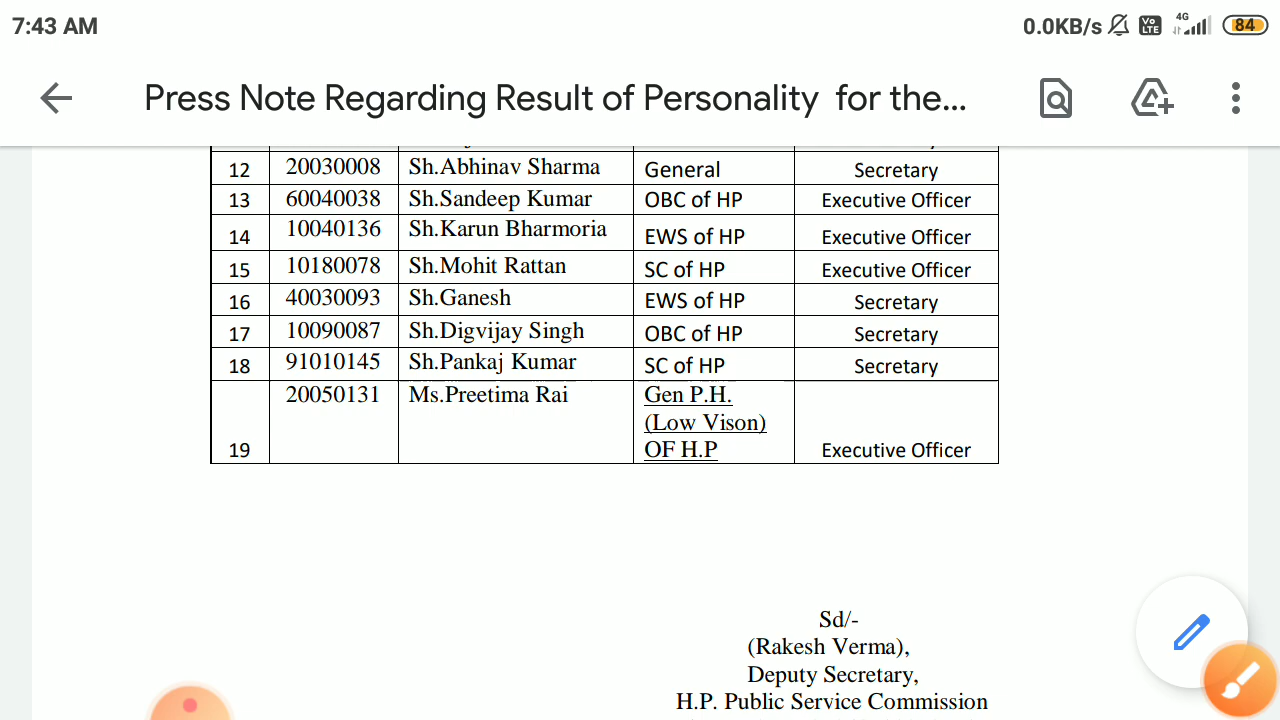 7:43 AM 0.0KB/s Vo LTE 4G 84
Press Note Regarding Result of Personality for the...
12 20030008 Sh.Abhinav Sharma General Secretary
13 60040038 Sh.Sandeep Kumar OBC of HP Executive Officer
14 10040136 Sh.Karun Bharmoria EWS of HP Executive Officer
15 10180078 Sh.Mohit Rattan SC of HP Executive Officer
16 40030093 Sh.Ganesh EWS of HP Secretary
17 10090087 Sh.Digvijay Singh OBC of HP Secretary
18 91010145 Sh.Pankaj Kumar SC of HP Secretary
20050131 Ms.Preetima Rai Gen P.H.
(Low Vison)
19 OF H.P Executive Officer
Sd/-
(Rakesh Verma),
Deputy Secretary,
H.P. Public Service Commission